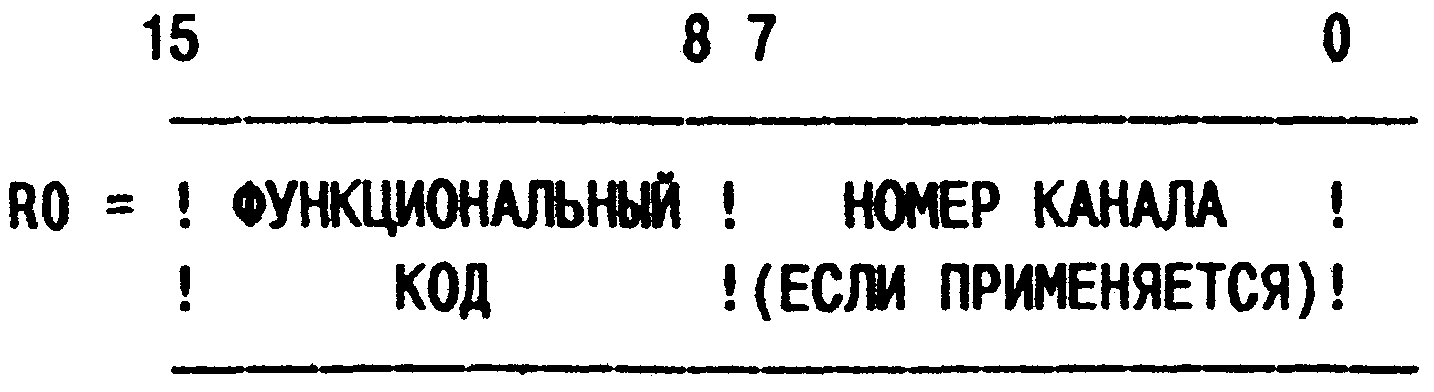 15 8 7 0
R0 = ! ФУНКЦИОНАЛЬНЫЙ ! НОМЕР КАНАЛА !
! КОД !(ЕСЛИ ПРИМЕНЯЕТСЯ)!